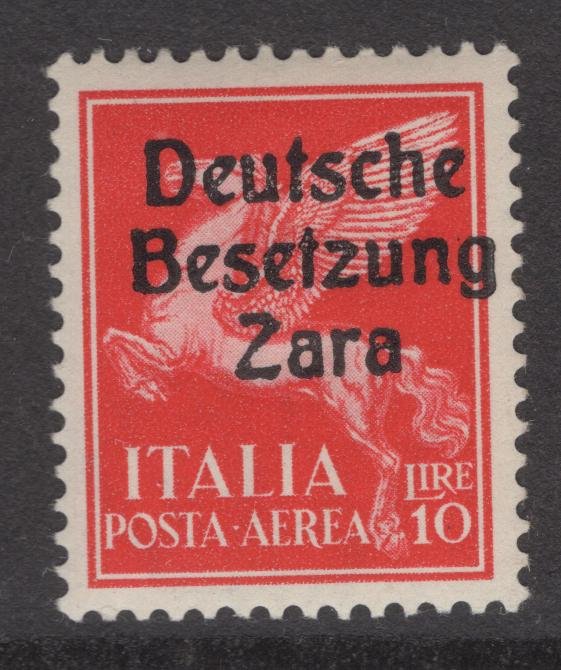 Deutsche
Besetzung
Zara
ITALIA
LIRE
POSTA·AEREA 10